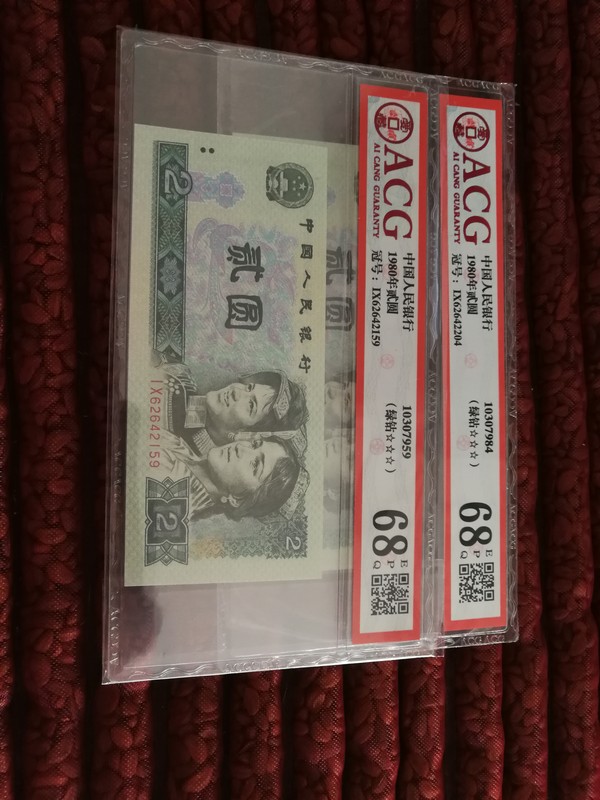 ACG
AI CANG GUARANTY
中国人民银行
1980年贰圆
冠号：IX62642204
10307984
（绿钻☆☆☆）
68
E
P
Q
ACG
AI CANG GUARANTY
中国人民银行
1980年贰圆
冠号：IX62642159
10307959
（绿钻☆☆☆）
68
E
P
Q
中国人民银行
贰圆
2
IX62642159
2
2
贰圆